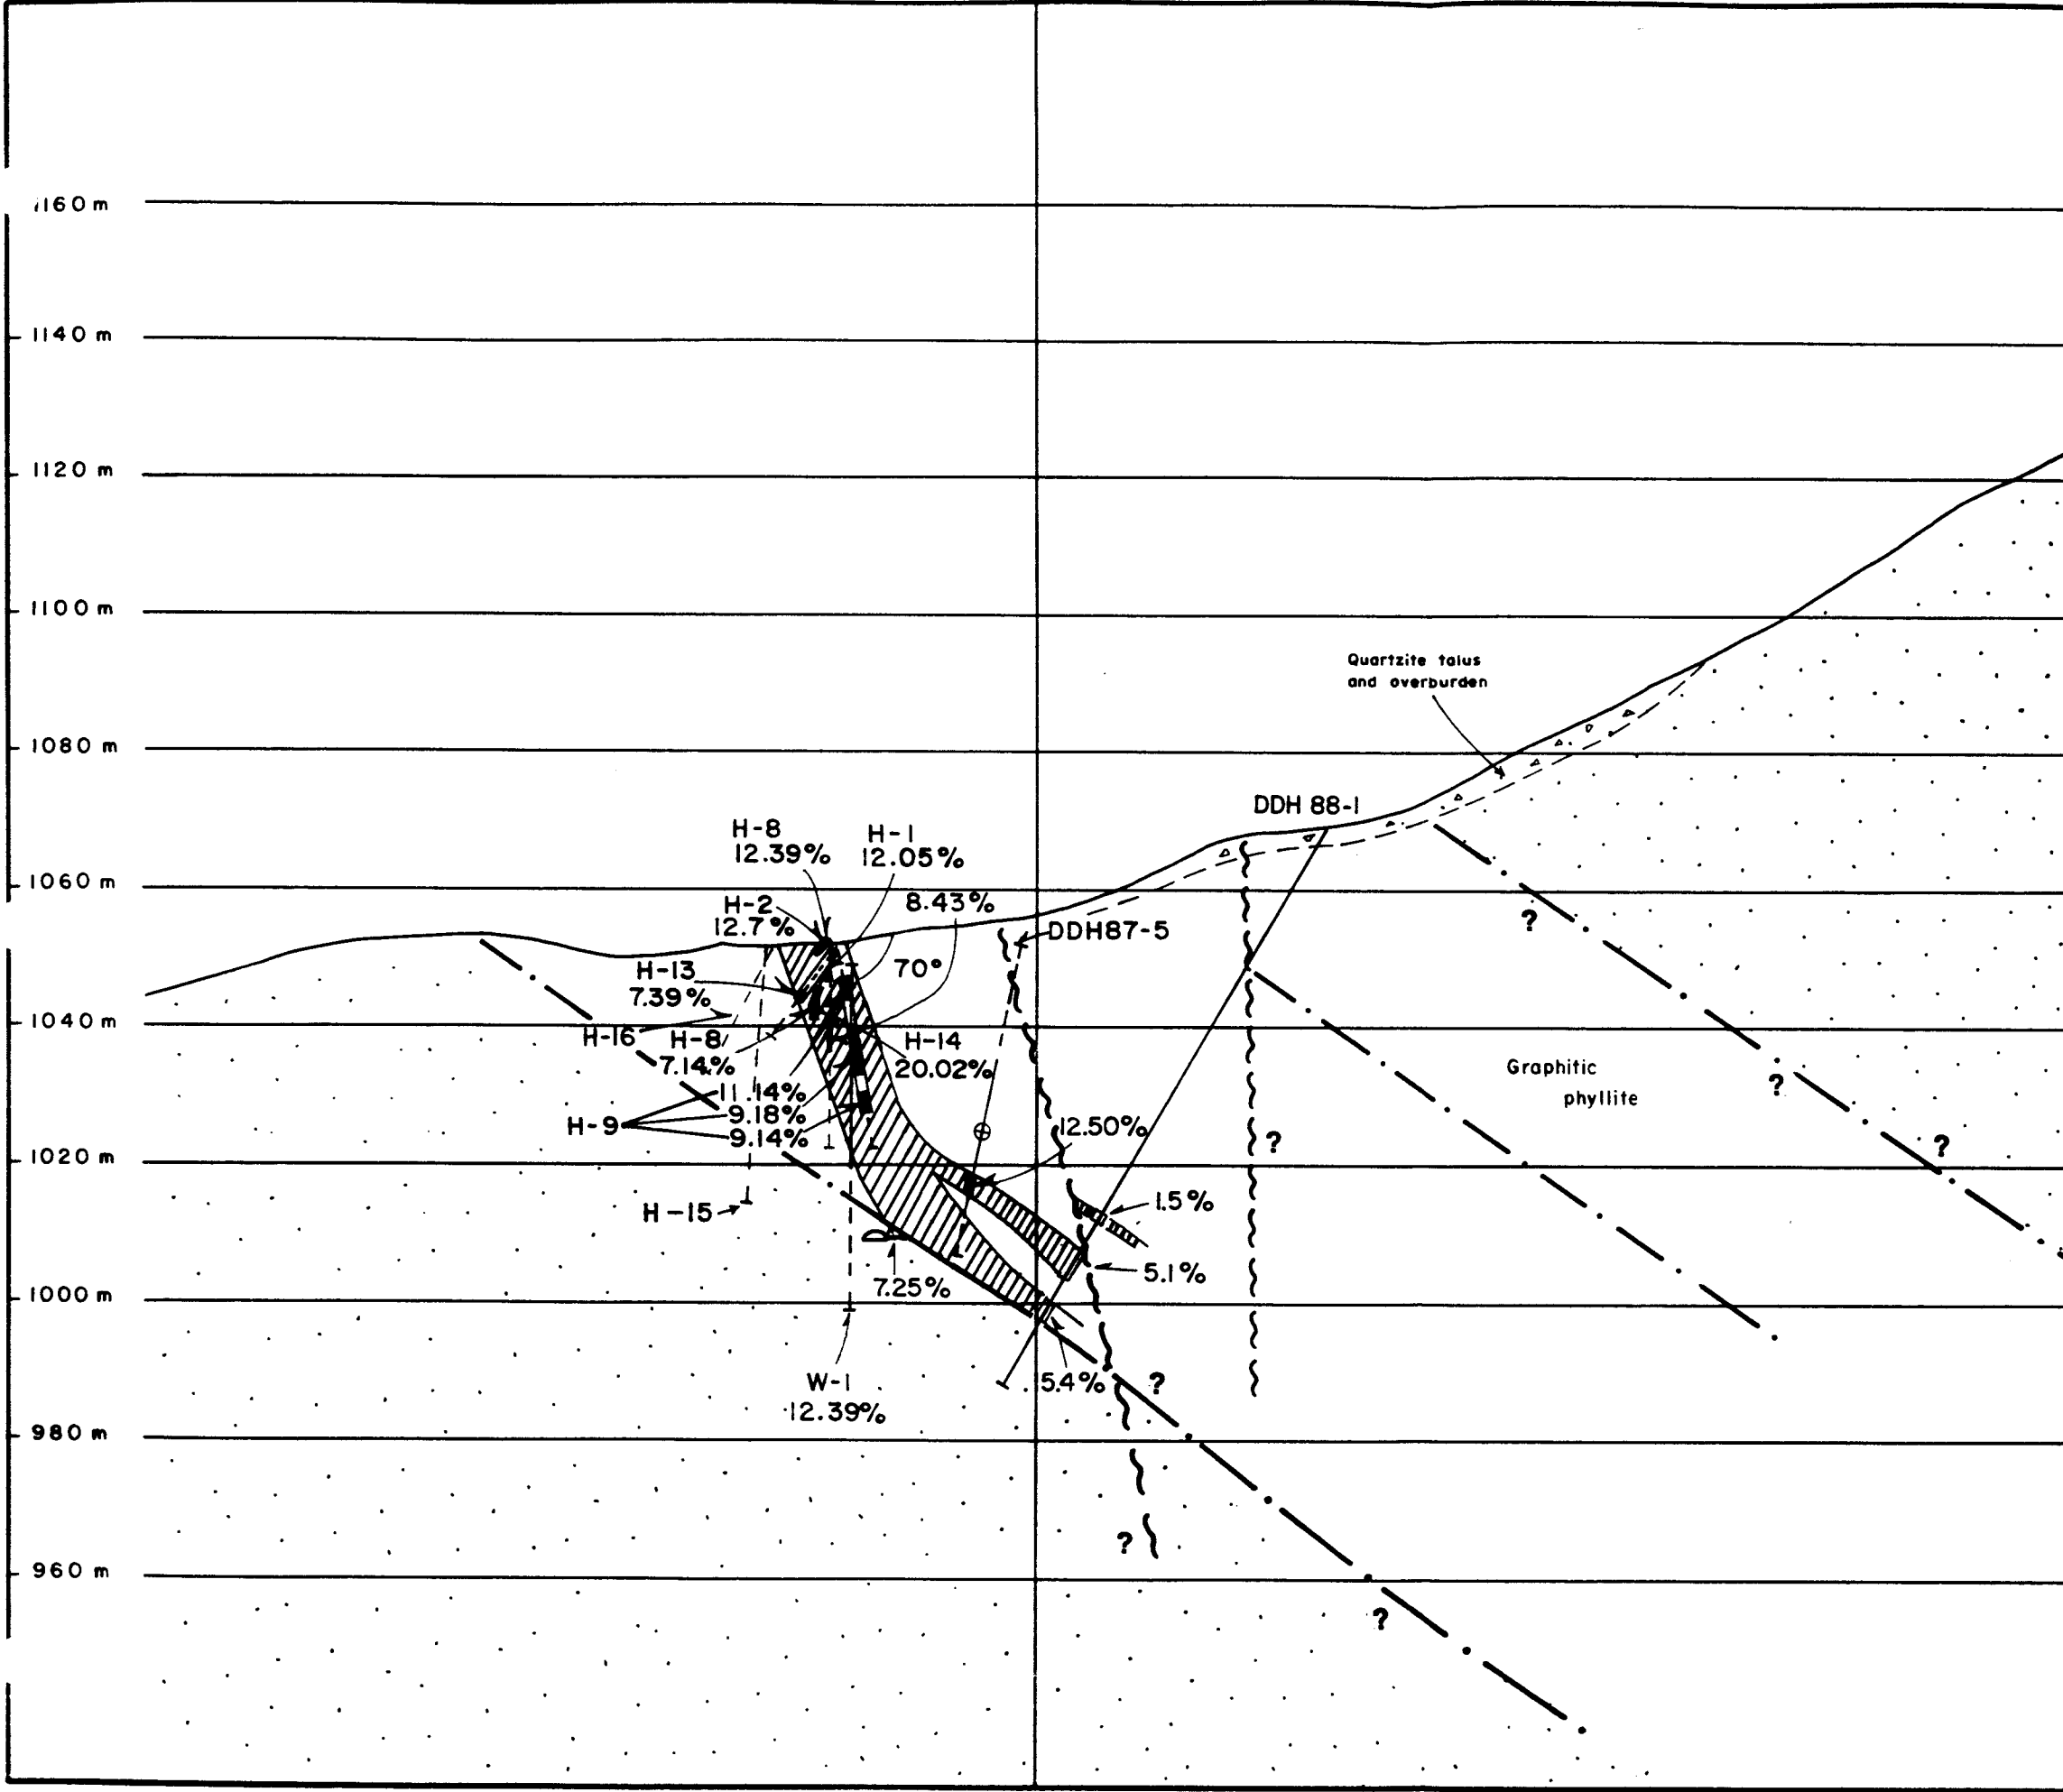 1160 m
1140 m
1120 m
1100 m
Quartzite talus
and overburden
1080 m
DDH 88-1
H-8
12.39%
H-1
12.05%
1060 m
8.43%
H-2
12.7%
DDH87-5
?
H-13
7.39%
70°
1040 m
H-16
H-8
7.14%
H-14
20.02%
Graphitic
phyllite
?
11.14%
H-9
9.18%
9.14%
12.50%
?
?
1020 m
1.5%
H-15
5.1%
7.25%
1000 m
W-1
12.39%
5.4%
?
980 m
?
960 m
?